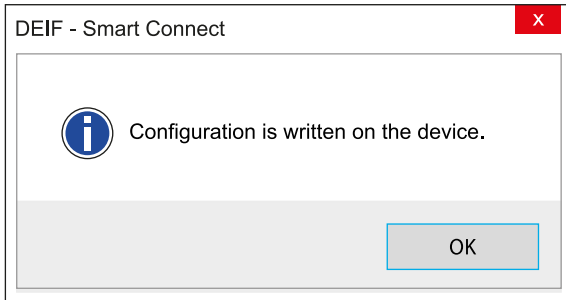 DEIF - Smart Connect
x
Configuration is written on the device.
OK